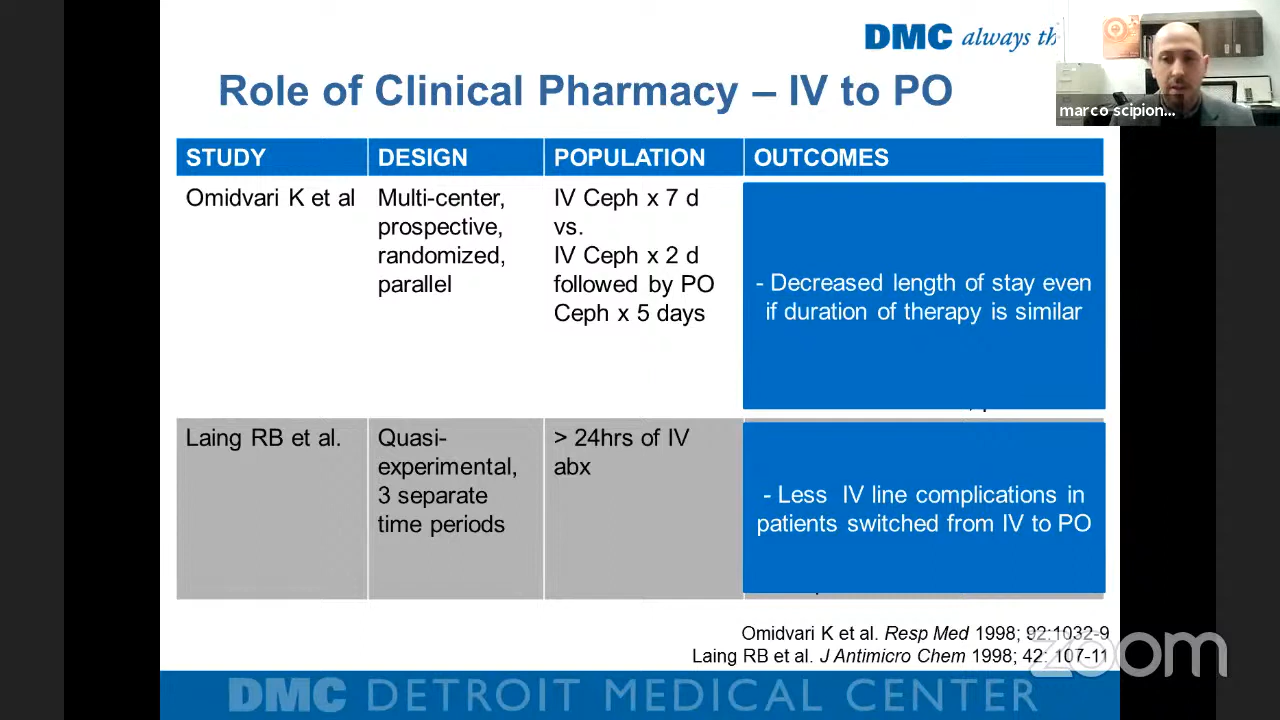 DMC always th
marco scipion...
Role of Clinical Pharmacy – IV to PO
STUDY
DESIGN
POPULATION
OUTCOMES
Omidvari K et al
Multi-center,
prospective,
randomized,
parallel
IV Ceph x 7 d
vs.
IV Ceph x 2 d
followed by PO
Ceph x 5 days
- Decreased length of stay even
if duration of therapy is similar
Laing RB et al.
Quasi-
experimental,
3 separate
time periods
> 24hrs of IV
abx
- Less IV line complications in
patients switched from IV to PO
Omidvari K et al. Resp Med 1998; 92:1032-9
Laing RB et al. J Antimicro Chem 1998; 42: 107-11
zoom
DMC DETROIT MEDICAL CENTER